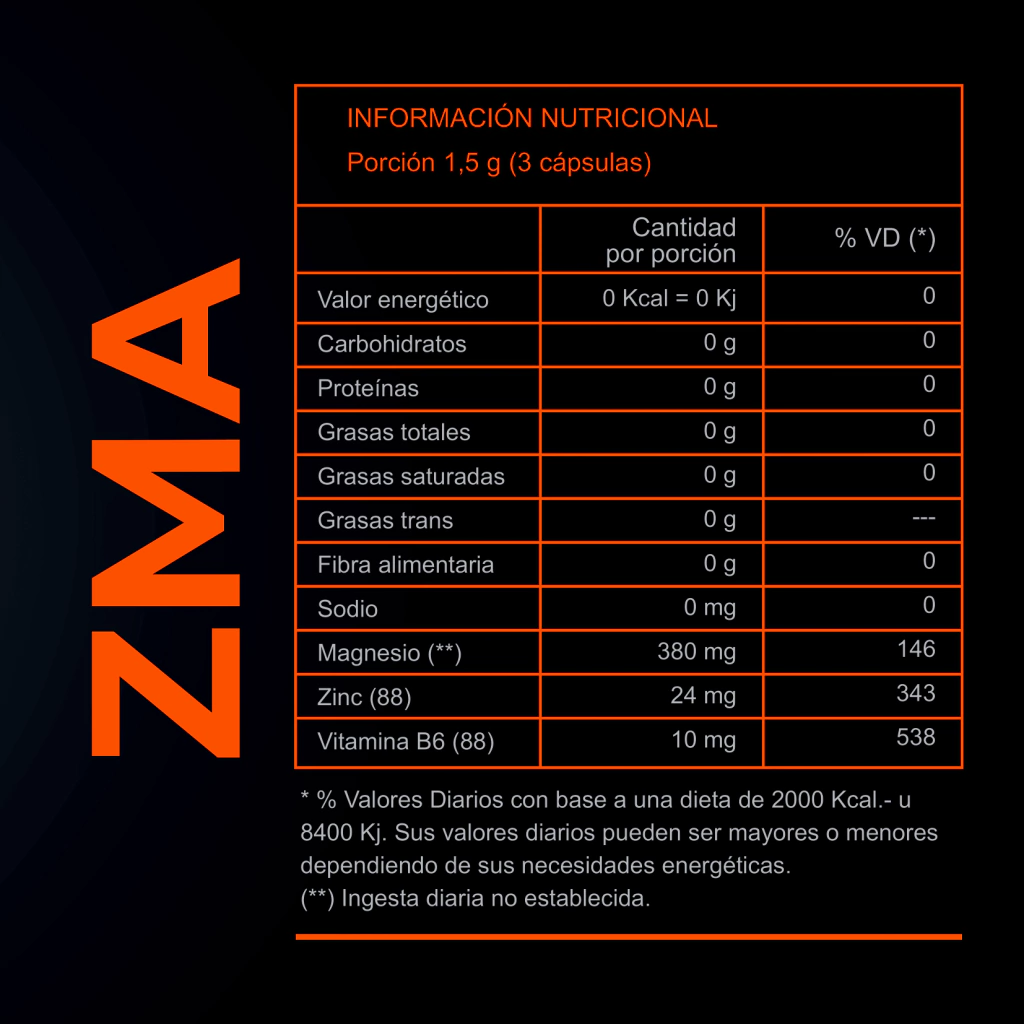 ZMA
INFORMACIÓN NUTRICIONAL
Porción 1,5 g (3 cápsulas)
Cantidad
por porción
% VD (*)
Valor energético 0 Kcal = 0 Kj 0
Carbohidratos 0 g 0
Proteínas 0 g 0
Grasas totales 0 g 0
Grasas saturadas 0 g 0
Grasas trans 0 g ---
Fibra alimentaria 0 g 0
Sodio 0 mg 0
Magnesio (**) 380 mg 146
Zinc (88) 24 mg 343
Vitamina B6 (88) 10 mg 538
* % Valores Diarios con base a una dieta de 2000 Kcal.- u
8400 Kj. Sus valores diarios pueden ser mayores o menores
dependiendo de sus necesidades energéticas.
(**) Ingesta diaria no establecida.